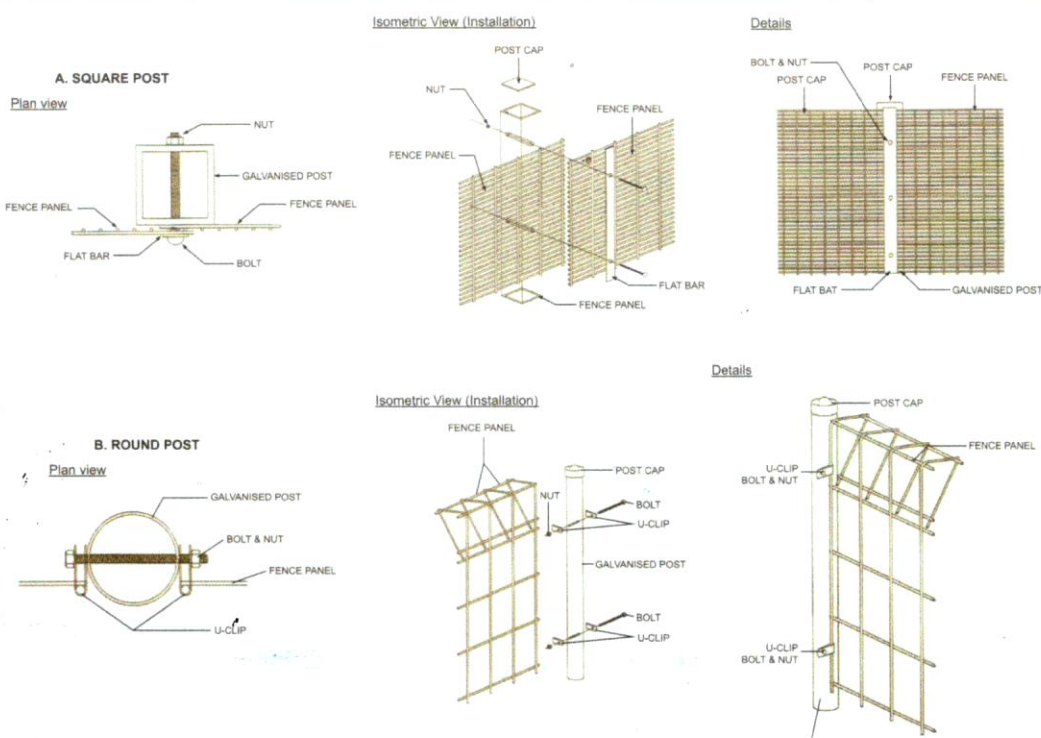 A. SQUARE POST
Plan view
NUT
GALVANISED POST
FENCE PANEL
FENCE PANEL
FLAT BAR
BOLT
Isometric View (Installation)
POST CAP
NUT
FENCE PANEL
FENCE PANEL
FLAT BAR
FENCE PANEL
Details
BOLT & NUT
POST CAP
POST CAP
FENCE PANEL
FLAT BAT
GALVANISED POST
B. ROUND POST
Plan view
GALVANISED POST
BOLT & NUT
FENCE PANEL
U-CLIP
Isometric View (Installation)
FENCE PANEL
POST CAP
NUT
BOLT
U-CLIP
GALVANISED POST
BOLT
U-CLIP
Details
POST CAP
FENCE PANEL
U-CLIP
BOLT & NUT
U-CLIP
BOLT & NUT